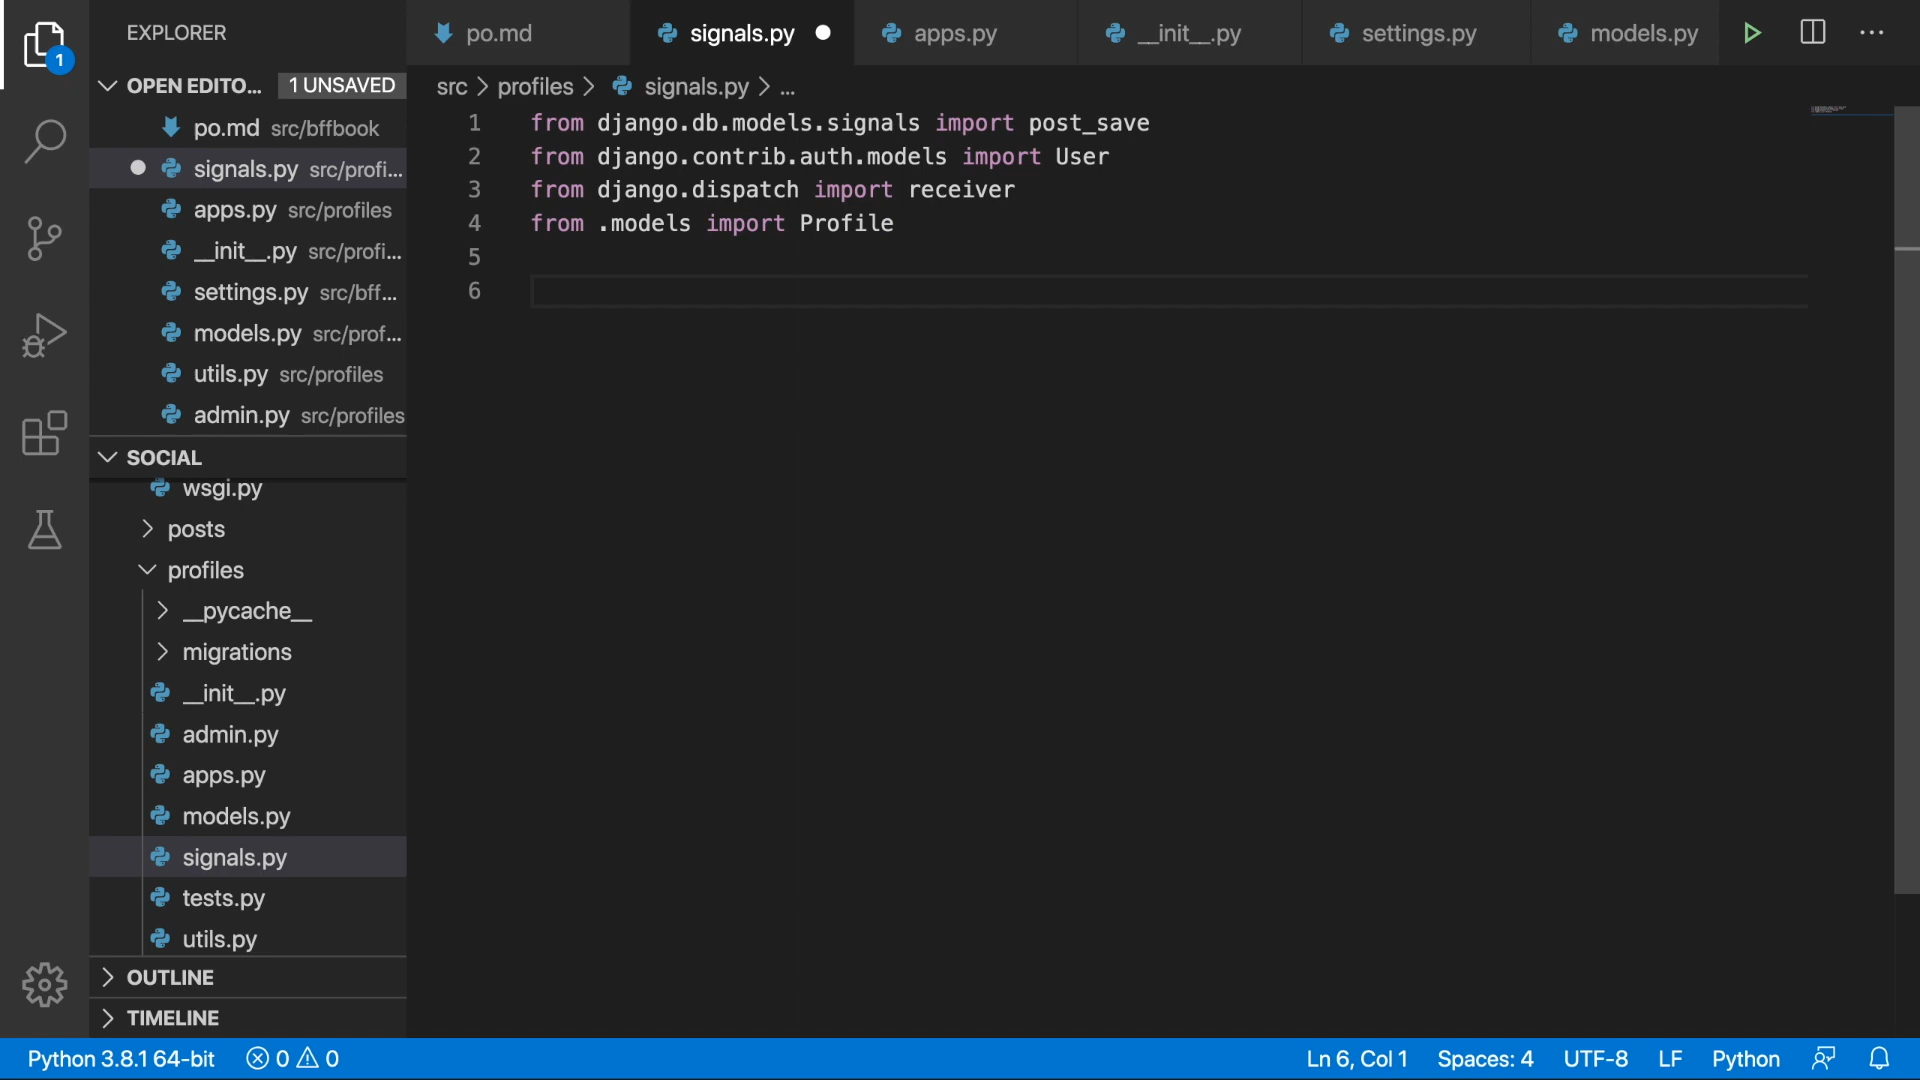 EXPLORER
po.md
signals.py
apps.py
__init__.py
settings.py
models.py
OPEN EDITO... 1 UNSAVED
src > profiles > signals.py > ...
po.md src/bffbook
signals.py src/profi...
apps.py src/profiles
__init__.py src/profi...
settings.py src/bff...
models.py src/prof...
utils.py src/profiles
admin.py src/profiles
1 from django.db.models.signals import post_save
2 from django.contrib.auth.models import User
3 from django.dispatch import receiver
4 from .models import Profile
5
6
SOCIAL
wsgi.py
posts
profiles
__pycache__
migrations
__init__.py
admin.py
apps.py
models.py
signals.py
tests.py
utils.py
OUTLINE
TIMELINE
1
Python 3.8.1 64-bit 0 0 Ln 6, Col 1 Spaces: 4 UTF-8 LF Python